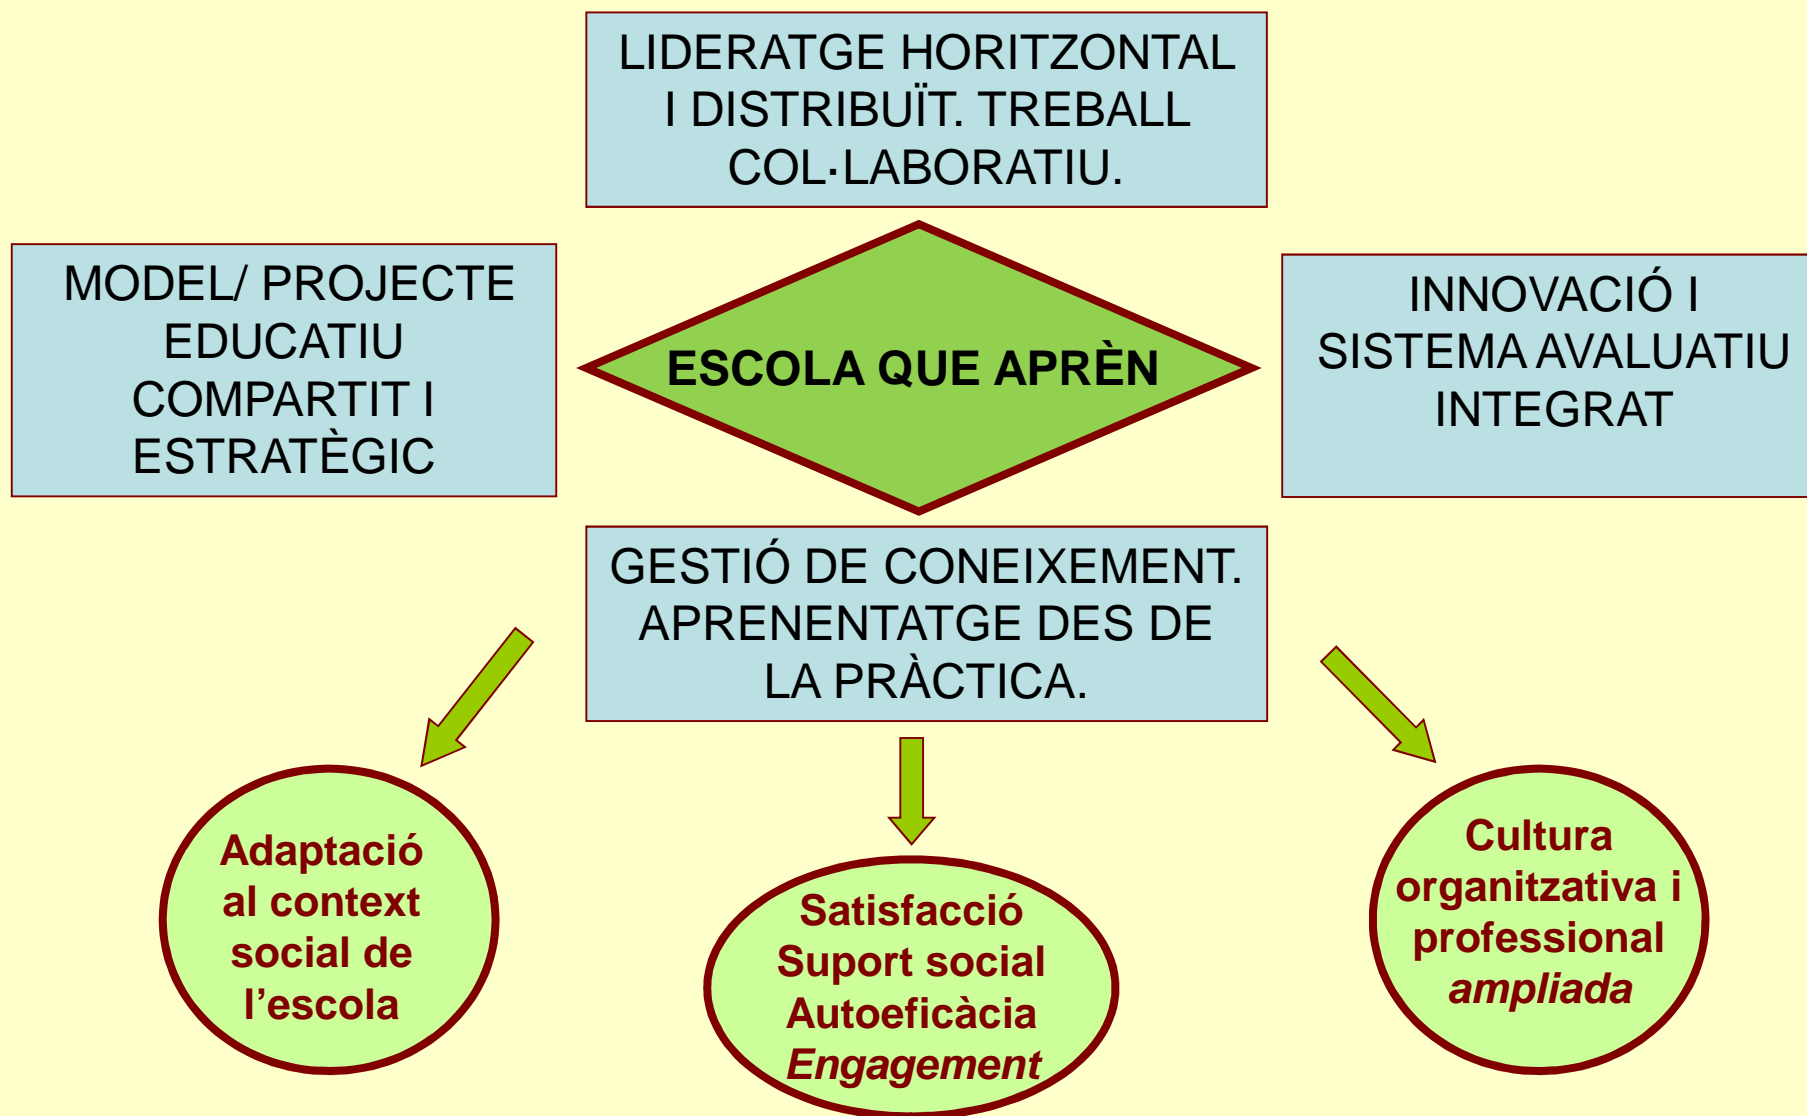 LIDERATGE HORITZONTAL
I DISTRIBUÏT. TREBALL
COL·LABORATIU.
MODEL/ PROJECTE
EDUCATIU
COMPARTIT I
ESTRATÈGIC
ESCOLA QUE APRÈN
INNOVACIÓ I
SISTEMA AVALUATIU
INTEGRAT
GESTIÓ DE CONEIXEMENT.
APRENENTATGE DES DE
LA PRÀCTICA.
Adaptació
al context
social de
l’escola
Satisfacció
Suport social
Autoeficàcia
Engagement
Cultura
organitzativa i
professional
ampliada